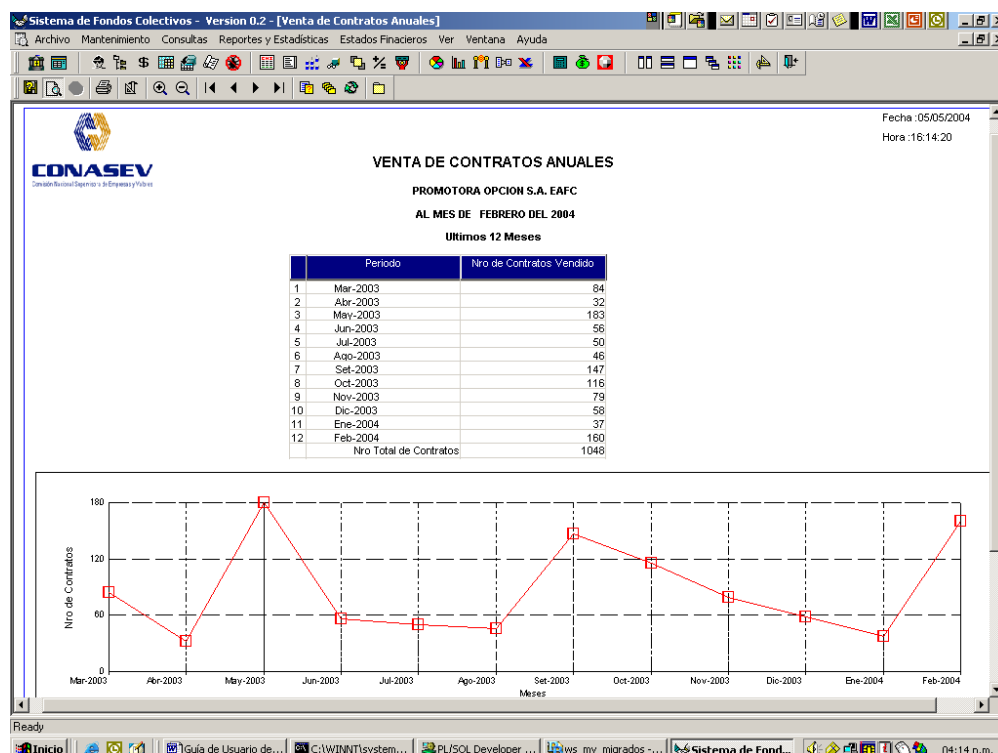 Sistema de Fondos Colectivos - Version 0.2 - [Venta de Contratos Anuales]
Archivo Mantenimiento Consultas Reportes y Estadísticas Estados Finacieros Ver Ventana Ayuda
Fecha :05/05/2004
Hora :16:14:20
CONASEV
Comisión Nacional Supervisora de Empresas y Valores
VENTA DE CONTRATOS ANUALES
PROMOTORA OPCION S.A. EAFC
AL MES DE FEBRERO DEL 2004
Ultimos 12 Meses
Periodo Nro de Contratos Vendido
1 Mar-2003 84
2 Abr-2003 32
3 May-2003 183
4 Jun-2003 56
5 Jul-2003 50
6 Ago-2003 46
7 Set-2003 147
8 Oct-2003 116
9 Nov-2003 79
10 Dic-2003 58
11 Ene-2004 37
12 Feb-2004 160
Nro Total de Contratos 1048
180
120
60
0
Nro de Contratos
Mar-2003 Abr-2003 May-2003 Jun-2003 Jul-2003 Ago-2003 Set-2003 Oct-2003 Nov-2003 Dic-2003 Ene-2004 Feb-2004
Meses
Ready
Inicio Guía de Usuario de... C:\WINNT\system... PL/SQL Developer ... ws_mv_migrados -... Sistema de Fond... 04:14 p.m.